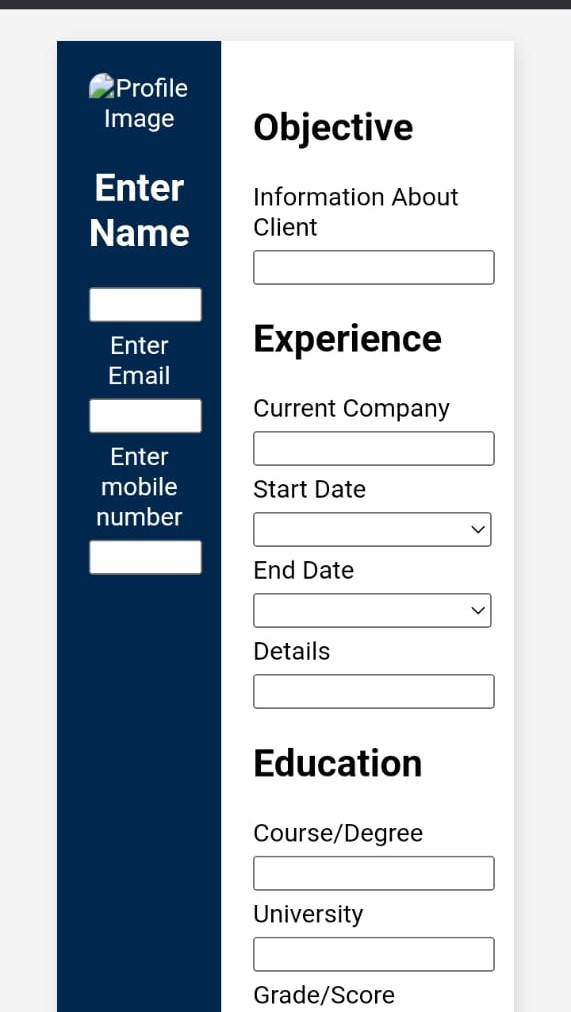 Profile
Image
Enter
Name
Enter
Email
Enter
mobile
number
Objective
Information About
Client
Experience
Current Company
Start Date
End Date
Details
Education
Course/Degree
University
Grade/Score